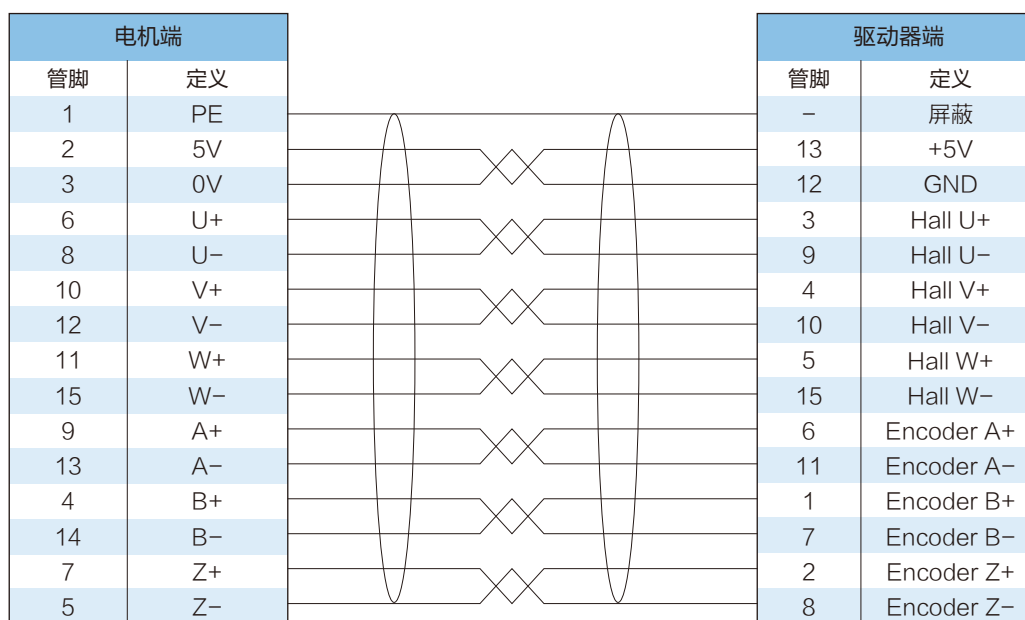 电机端 驱动器端
管脚 定义 管脚 定义
1 PE – 屏蔽
2 5V 13 +5V
3 0V 12 GND
6 U+ 3 Hall U+
8 U– 9 Hall U–
10 V+ 4 Hall V+
12 V– 10 Hall V–
11 W+ 5 Hall W+
15 W– 15 Hall W–
9 A+ 6 Encoder A+
13 A– 11 Encoder A–
4 B+ 1 Encoder B+
14 B– 7 Encoder B–
7 Z+ 2 Encoder Z+
5 Z– 8 Encoder Z–